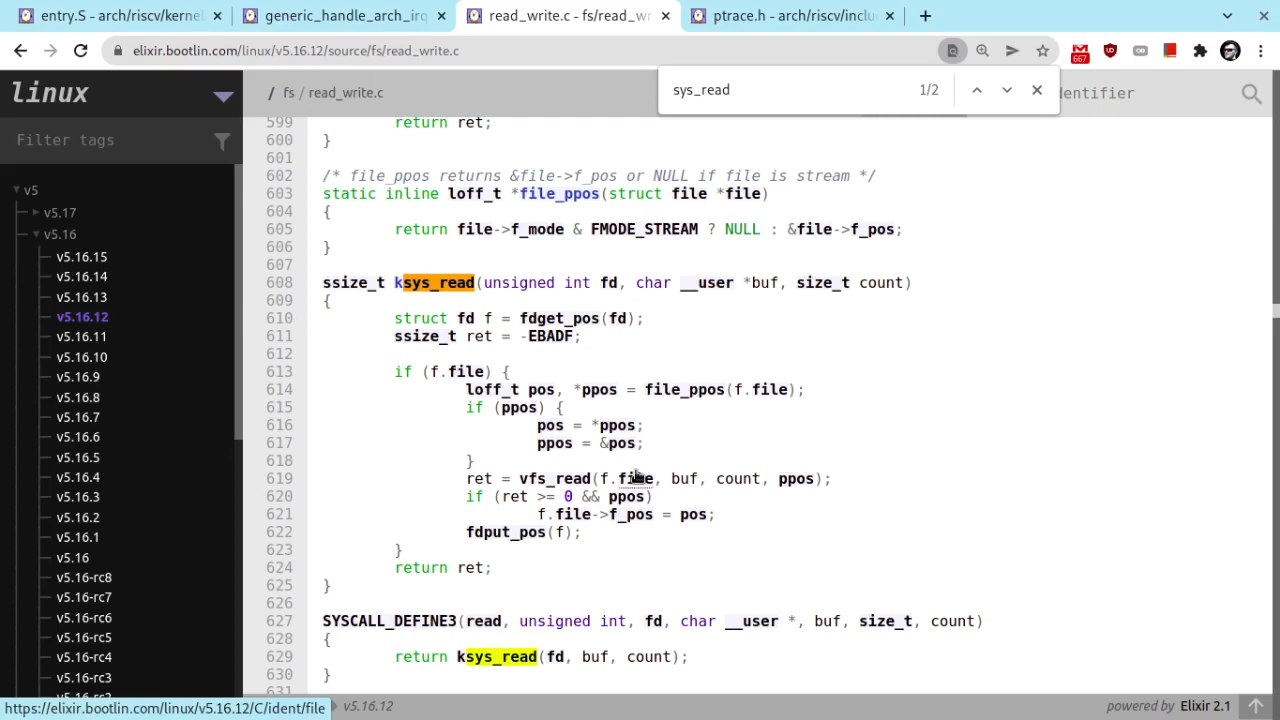 entry.S - arch/riscv/kernel
generic_handle_arch_irq
read_write.c - fs/read_wr
ptrace.h - arch/riscv/inclu
elixir.bootlin.com/linux/v5.16.12/source/fs/read_write.c
667
linux
/ fs / read_write.c
sys_read
1/2
dentifier
Filter tags
v5
v5.17
v5.16
v5.16.15
v5.16.14
v5.16.13
v5.16.12
v5.16.11
v5.16.10
v5.16.9
v5.16.8
v5.16.7
v5.16.6
v5.16.5
v5.16.4
v5.16.3
v5.16.2
v5.16.1
v5.16
v5.16-rc8
v5.16-rc7
v5.16-rc6
v5.16-rc5
v5.16-rc4
v5.16-rc3
v5.16-rc2
599 return ret;
600 }
601
602 /* file_ppos returns &file->f_pos or NULL if file is stream */
603 static inline loff_t *file_ppos(struct file *file)
604 {
605 return file->f_mode & FMODE_STREAM ? NULL : &file->f_pos;
606 }
607
608 ssize_t ksys_read(unsigned int fd, char __user *buf, size_t count)
609 {
610 struct fd f = fdget_pos(fd);
611 ssize_t ret = -EBADF;
612
613 if (f.file) {
614 loff_t pos, *ppos = file_ppos(f.file);
615 if (ppos) {
616 pos = *ppos;
617 ppos = &pos;
618 }
619 ret = vfs_read(f.file, buf, count, ppos);
620 if (ret >= 0 && ppos)
621 f.file->f_pos = pos;
622 fdput_pos(f);
623 }
624 return ret;
625 }
626
627 SYSCALL_DEFINE3(read, unsigned int, fd, char __user *, buf, size_t, count)
628 {
629 return ksys_read(fd, buf, count);
630 }
631
https://elixir.bootlin.com/linux/v5.16.12/C/ident/file
v5.16.12
powered by Elixir 2.1